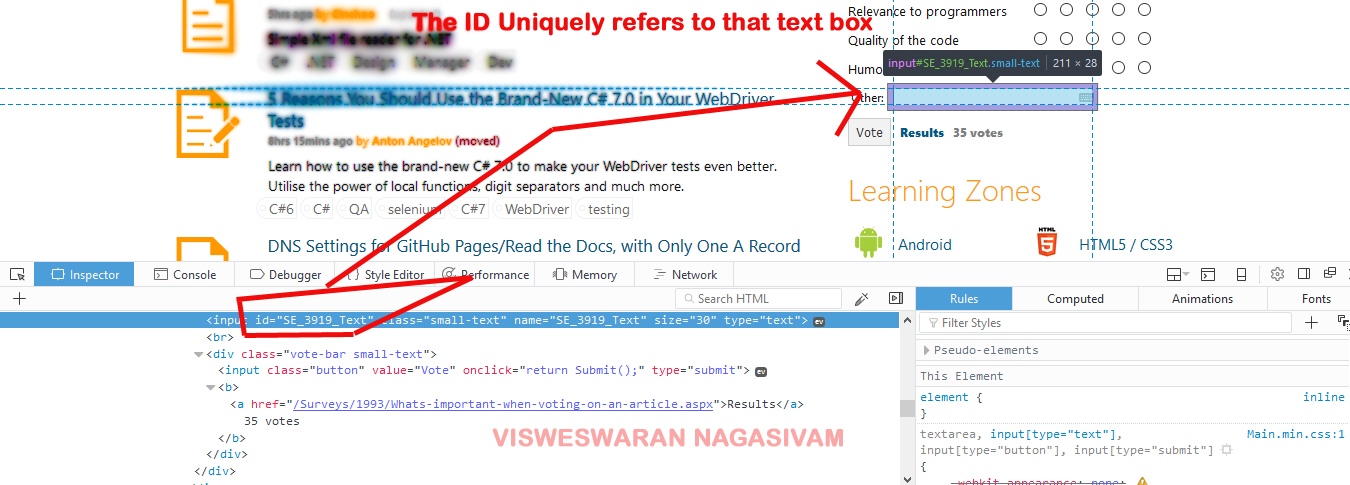 8hrs ago by
The ID Uniquely refers to that text box
Simple Xml file reader for .NET
C# .NET Design Manager Dev
5 Reasons You Should Use the Brand-New C# 7.0 in Your WebDriver
Tests
8hrs 15mins ago by Anton Angelov (moved)
Learn how to use the brand-new C# 7.0 to make your WebDriver tests even better.
Utilise the power of local functions, digit separators and much more.
C#6 C# QA selenium C#7 WebDriver testing
DNS Settings for GitHub Pages/Read the Docs, with Only One A Record
Relevance to programmers
Quality of the code
Humo
input#SE_3919_Text.small-text 211 × 28
Other:
Vote Results 35 votes
Learning Zones
Android HTML HTML5 / CSS3
Inspector Console Debugger Style Editor Performance Memory Network
Search HTML
<input id="SE_3919_Text" class="small-text" name="SE_3919_Text" size="30" type="text"> ev
<br>
<div class="vote-bar small-text">
<input class="button" value="Vote" onclick="return Submit();" type="submit"> ev
<b>
<a href="/Surveys/1993/Whats-important-when-voting-on-an-article.aspx">Results</a>
35 votes
</b>
</div>
</div>
VISWESWARAN NAGASIVAM
Rules Computed Animations Fonts
Filter Styles
Pseudo-elements
This Element
element { inline
}
textarea, input[type="text"], Main.min.css:1
input[type="button"], input[type="submit"]
{
-webkit-appearance: none;